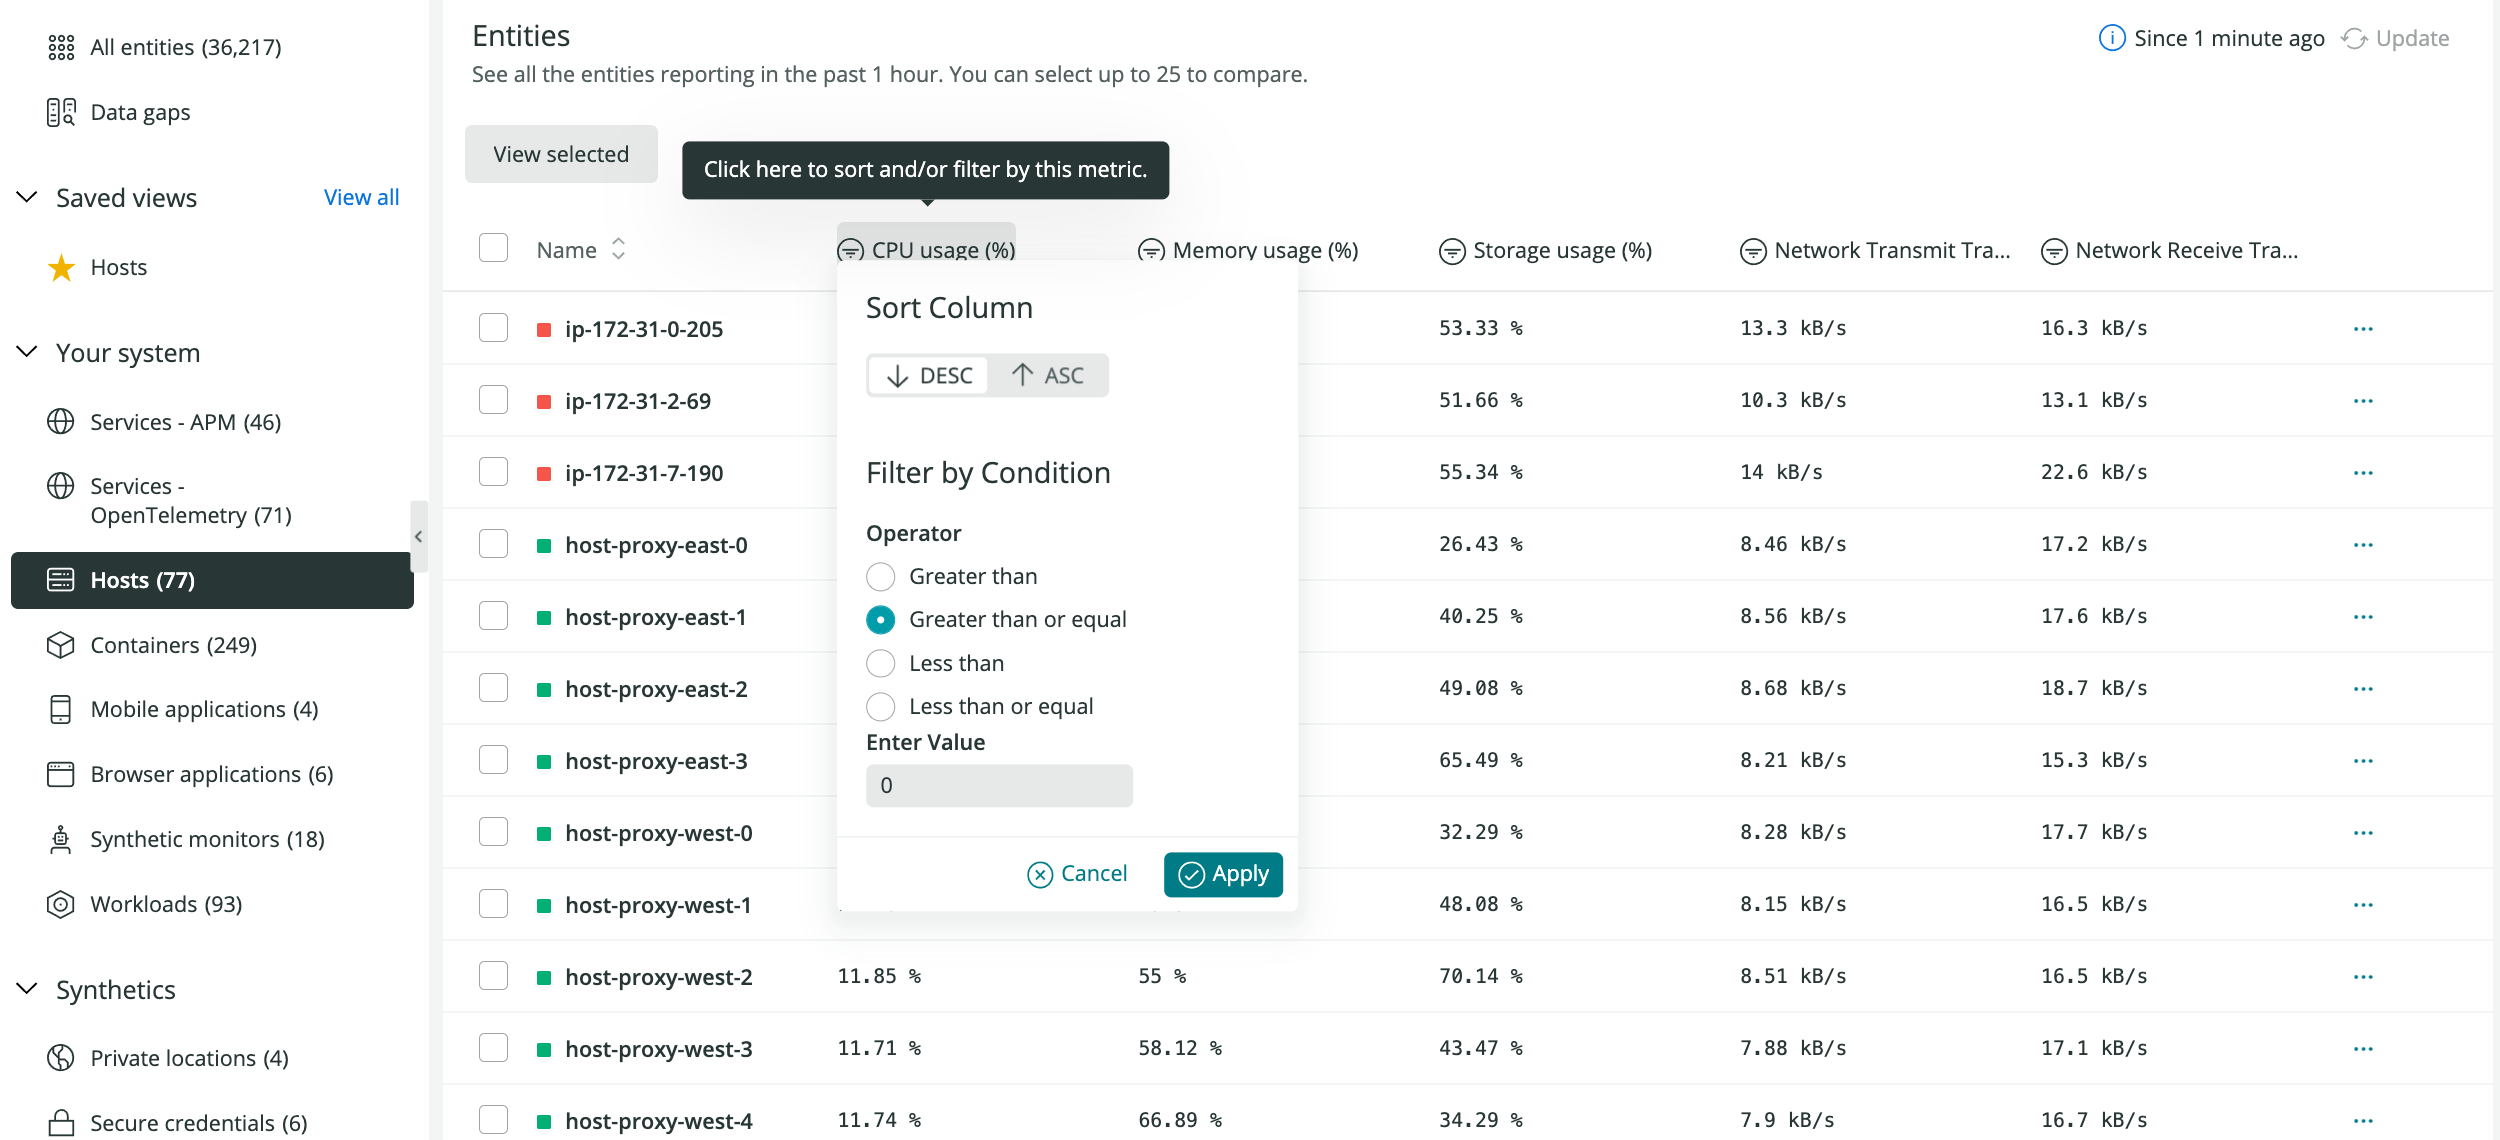 All entities (36,217)
Data gaps
Saved views
View all
Hosts
Your system
Services - APM (46)
Services -
OpenTelemetry (71)
Hosts (77)
Containers (249)
Mobile applications (4)
Browser applications (6)
Synthetic monitors (18)
Workloads (93)
Synthetics
Private locations (4)
Secure credentials (6)
Entities
See all the entities reporting in the past 1 hour. You can select up to 25 to compare.
Since 1 minute ago
Update
View selected
Click here to sort and/or filter by this metric.
Name CPU usage (%) Memory usage (%) Storage usage (%) Network Transmit Tra... Network Receive Tra...
ip-172-31-0-205 53.33 % 13.3 kB/s 16.3 kB/s ...
ip-172-31-2-69 51.66 % 10.3 kB/s 13.1 kB/s ...
ip-172-31-7-190 55.34 % 14 kB/s 22.6 kB/s ...
host-proxy-east-0 26.43 % 8.46 kB/s 17.2 kB/s ...
host-proxy-east-1 40.25 % 8.56 kB/s 17.6 kB/s ...
host-proxy-east-2 49.08 % 8.68 kB/s 18.7 kB/s ...
host-proxy-east-3 65.49 % 8.21 kB/s 15.3 kB/s ...
host-proxy-west-0 32.29 % 8.28 kB/s 17.7 kB/s ...
host-proxy-west-1 48.08 % 8.15 kB/s 16.5 kB/s ...
host-proxy-west-2 11.85 % 55 % 70.14 % 8.51 kB/s 16.5 kB/s ...
host-proxy-west-3 11.71 % 58.12 % 43.47 % 7.88 kB/s 17.1 kB/s ...
host-proxy-west-4 11.74 % 66.89 % 34.29 % 7.9 kB/s 16.7 kB/s ...
Sort Column
DESC
ASC
Filter by Condition
Operator
Greater than
Greater than or equal
Less than
Less than or equal
Enter Value
0
Cancel
Apply